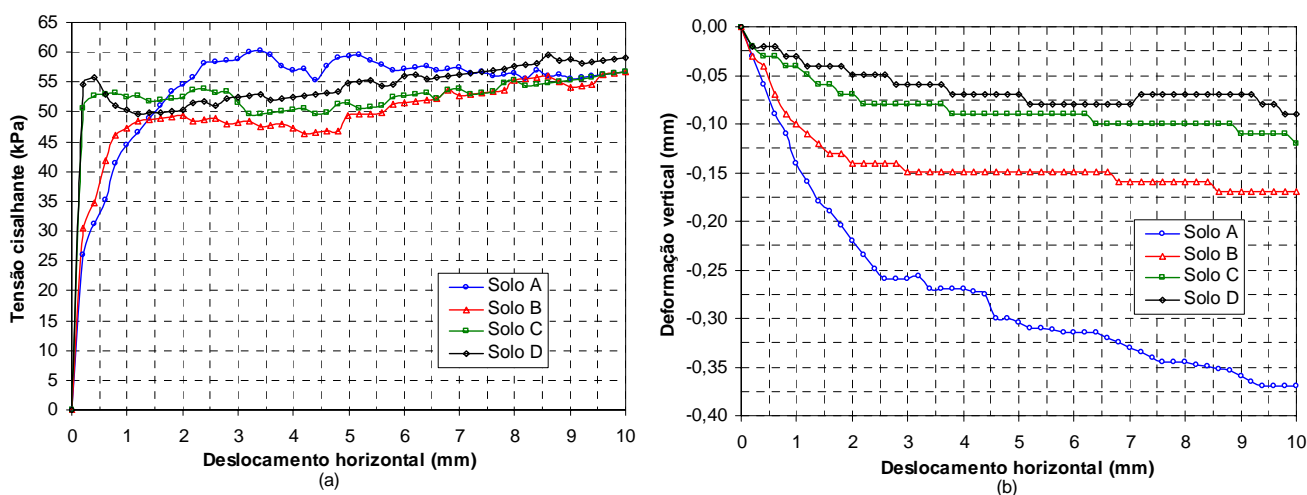 Tensão cisalhante (kPa)
65
60
55
50
45
40
35
30
25
20
15
10
5
0
0 1 2 3 4 5 6 7 8 9 10
Deslocamento horizontal (mm)
(a)
Solo A
Solo B
Solo C
Solo D
Deformação vertical (mm)
0,00
-0,05
-0,10
-0,15
-0,20
-0,25
-0,30
-0,35
-0,40
0 1 2 3 4 5 6 7 8 9 10
Deslocamento horizontal (mm)
(b)
Solo A
Solo B
Solo C
Solo D